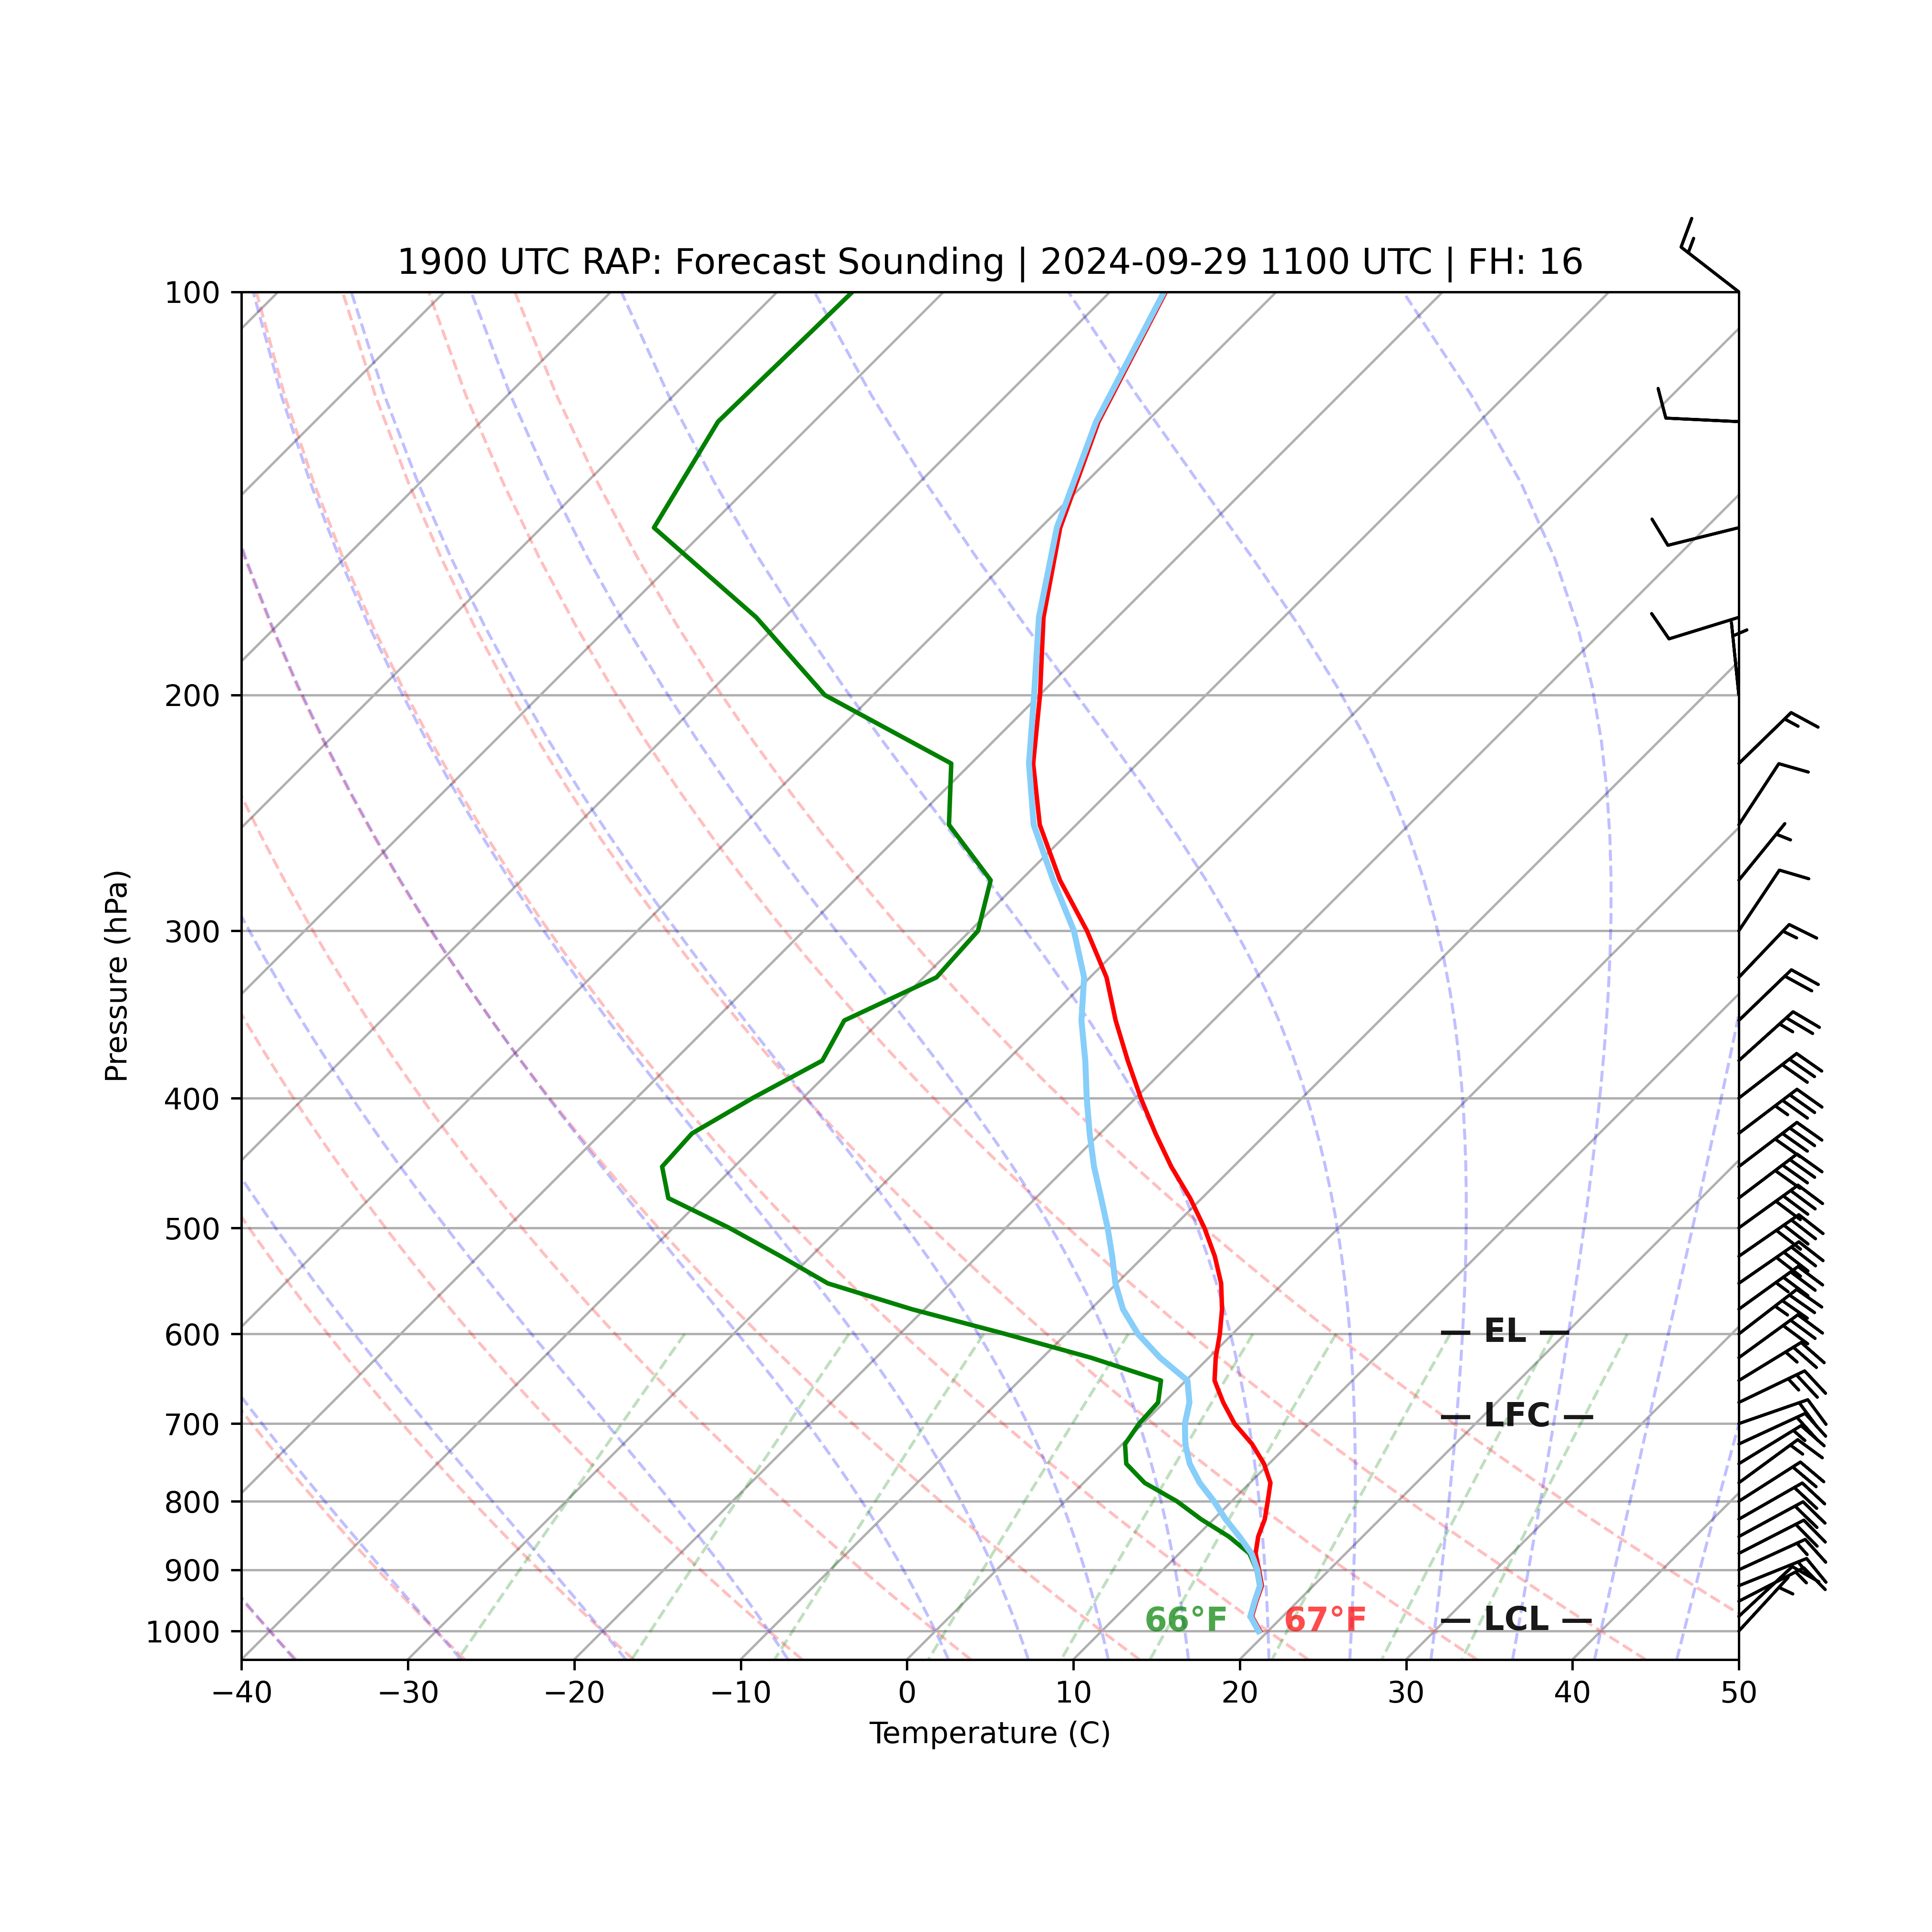 1900 UTC RAP: Forecast Sounding | 2024-09-29 1100 UTC | FH: 16
100
200
300
400
500
600
700
800
900
1000
Pressure (hPa)
— EL —
— LFC —
— LCL —
66°F 67°F
−40 −30 −20 −10 0 10 20 30 40 50
Temperature (C)